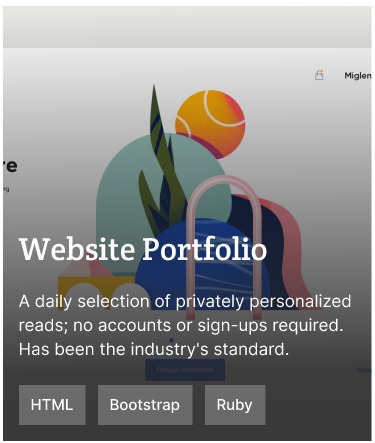 Miglen
re
ng
Website Portfolio
A daily selection of privately personalized
reads; no accounts or sign-ups required.
Has been the industry's standard.
HTML
Bootstrap
Ruby